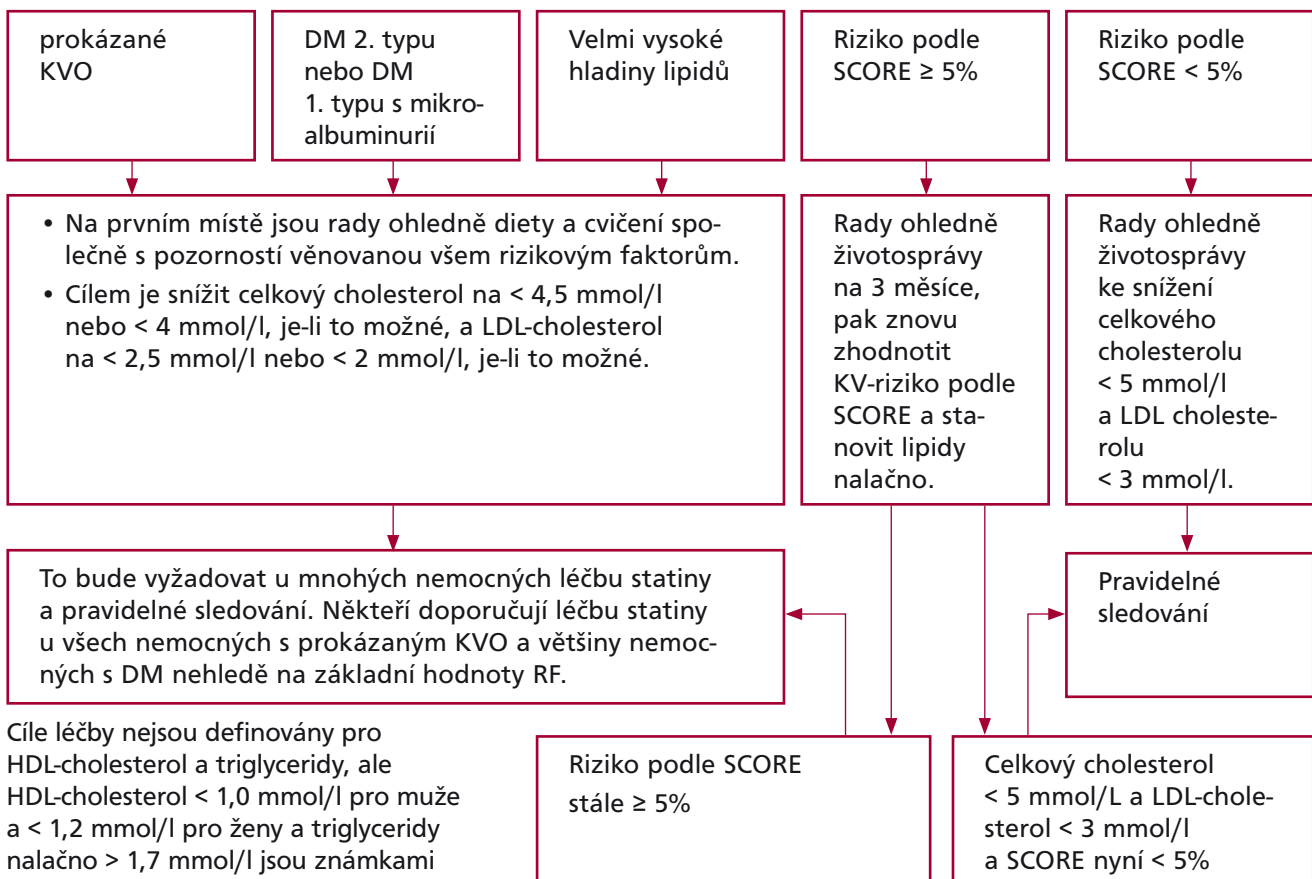 prokázané
KVO
DM 2. typu
nebo DM
1. typu s mikro-
albuminurií
Velmi vysoké
hladiny lipidů
Riziko podle
SCORE ≥ 5%
Riziko podle
SCORE < 5%
• Na prvním místě jsou rady ohledně diety a cvičení spo-
lečně s pozorností věnovanou všem rizikovým faktorům.
• Cílem je snížit celkový cholesterol na < 4,5 mmol/l
nebo < 4 mmol/l, je-li to možné, a LDL-cholesterol
na < 2,5 mmol/l nebo < 2 mmol/l, je-li to možné.
Rady ohledně
životosprávy
na 3 měsíce,
pak znovu
zhodnotit
KV-riziko podle
SCORE a sta-
novit lipidy
nalačno.
Rady ohledně
životosprávy
ke snížení
celkového
cholesterolu
< 5 mmol/l
a LDL choleste-
rolu
< 3 mmol/l.
To bude vyžadovat u mnohých nemocných léčbu statiny
a pravidelné sledování. Někteří doporučují léčbu statiny
u všech nemocných s prokázaným KVO a většiny nemoc-
ných s DM nehledě na základní hodnoty RF.
Pravidelné
sledování
Cíle léčby nejsou definovány pro
HDL-cholesterol a triglyceridy, ale
HDL-cholesterol < 1,0 mmol/l pro muže
a < 1,2 mmol/l pro ženy a triglyceridy
nalačno > 1,7 mmol/l jsou známkami
Riziko podle SCORE
stále ≥ 5%
Celkový cholesterol
< 5 mmol/L a LDL-chole-
sterol < 3 mmol/l
a SCORE nyní < 5%